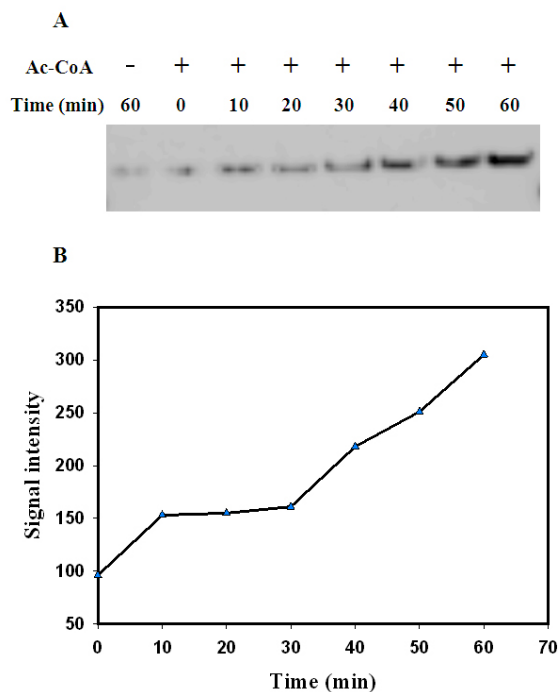 A
Ac-CoA - + + + + + + +
Time (min) 60 0 10 20 30 40 50 60
B
350
300
250
200
150
100
50
Signal intensity
0 10 20 30 40 50 60 70
Time (min)